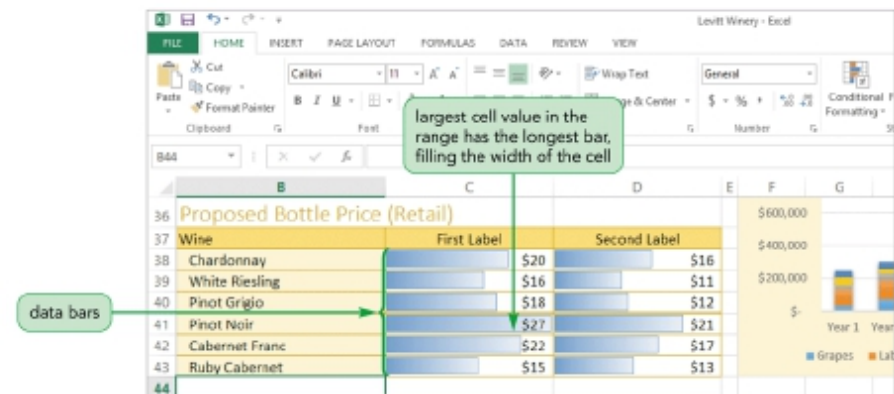 Levitt Winery - Excel
FILE HOME INSERT PAGE LAYOUT FORMULAS DATA REVIEW VIEW
Cut
Copy
Format Painter
Paste
Clipboard
Calibri 11 A A
B I U
Font
Wrap Text
ge & Center
General
$ % ,
Number
Conditional F
Formatting
largest cell value in the
range has the longest bar,
filling the width of the cell
B44 fx
B C D E F G
36 Proposed Bottle Price (Retail)
37 Wine First Label Second Label
38 Chardonnay $20 $16
39 White Riesling $16 $11
40 Pinot Grigio $18 $12
41 Pinot Noir $27 $21
42 Cabernet Franc $22 $17
43 Ruby Cabernet $15 $13
44
data bars
$600,000
$400,000
$200,000
$-
Year 1 Year
Grapes Lab